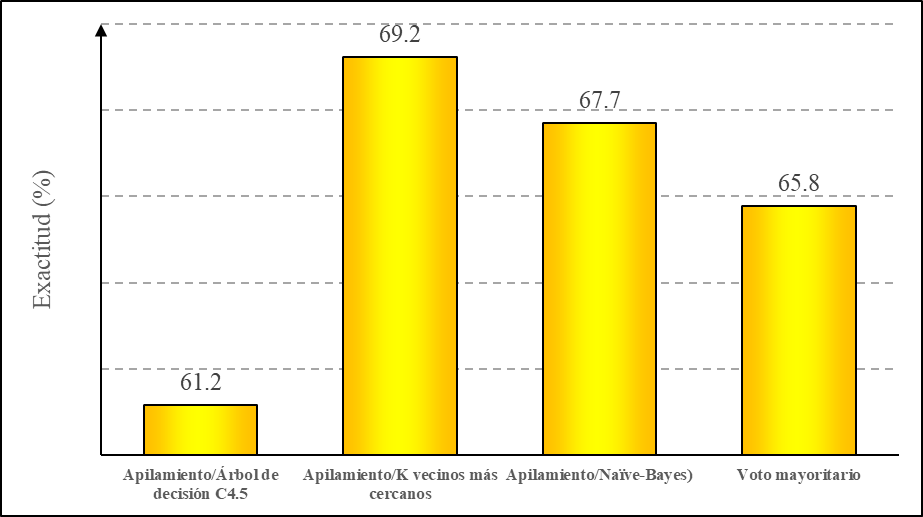 69.2
67.7
65.8
61.2
Exactitud (%)
Apilamiento/Árbol de
decisión C4.5
Apilamiento/K vecinos más
cercanos
Apilamiento/Naïve-Bayes)
Voto mayoritario